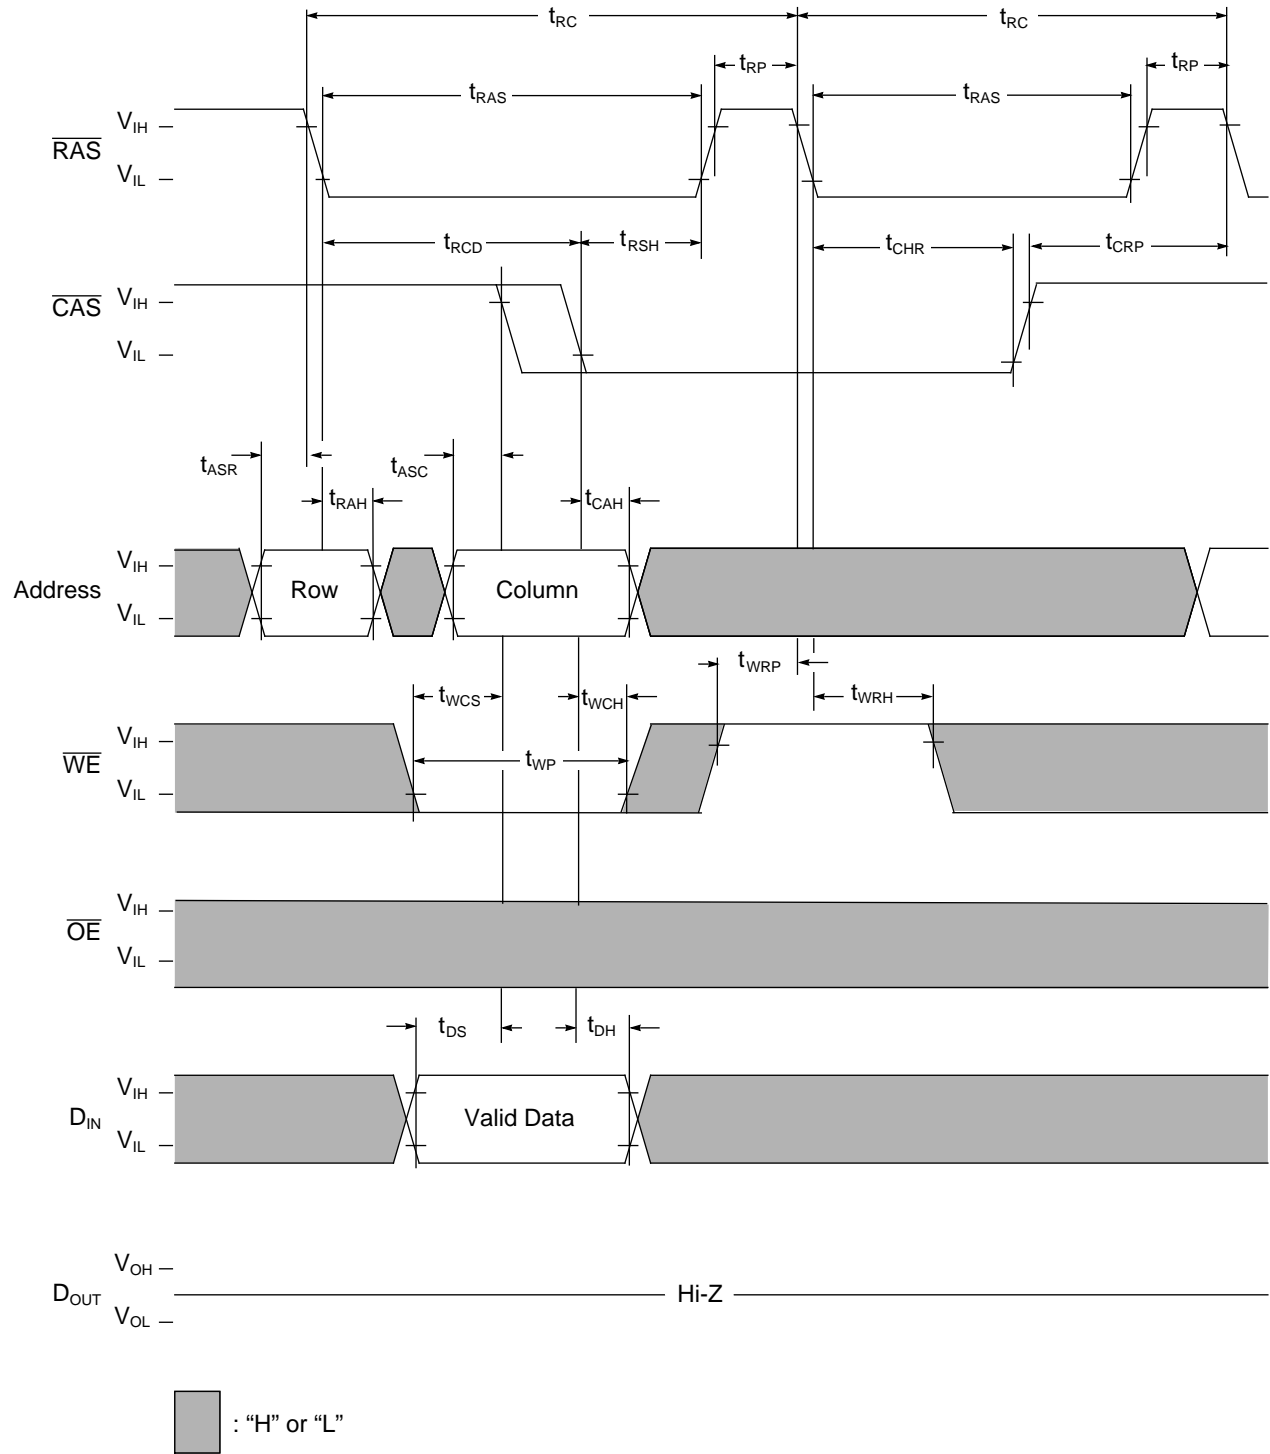 tRC tRC
tRP tRP
tRAS tRAS
VIH
RAS
VIL
tRCD tRSH tCHR tCRP
VIH
CAS
VIL
tASR tASC
tRAH tCAH
VIH
Address Row Column
VIL
tWRP
tWCS tWCH tWRH
VIH
WE tWP
VIL
VIH
OE
VIL
tDS tDH
VIH
DIN Valid Data
VIL
VOH
DOUT Hi-Z
VOL
: “H” or “L”